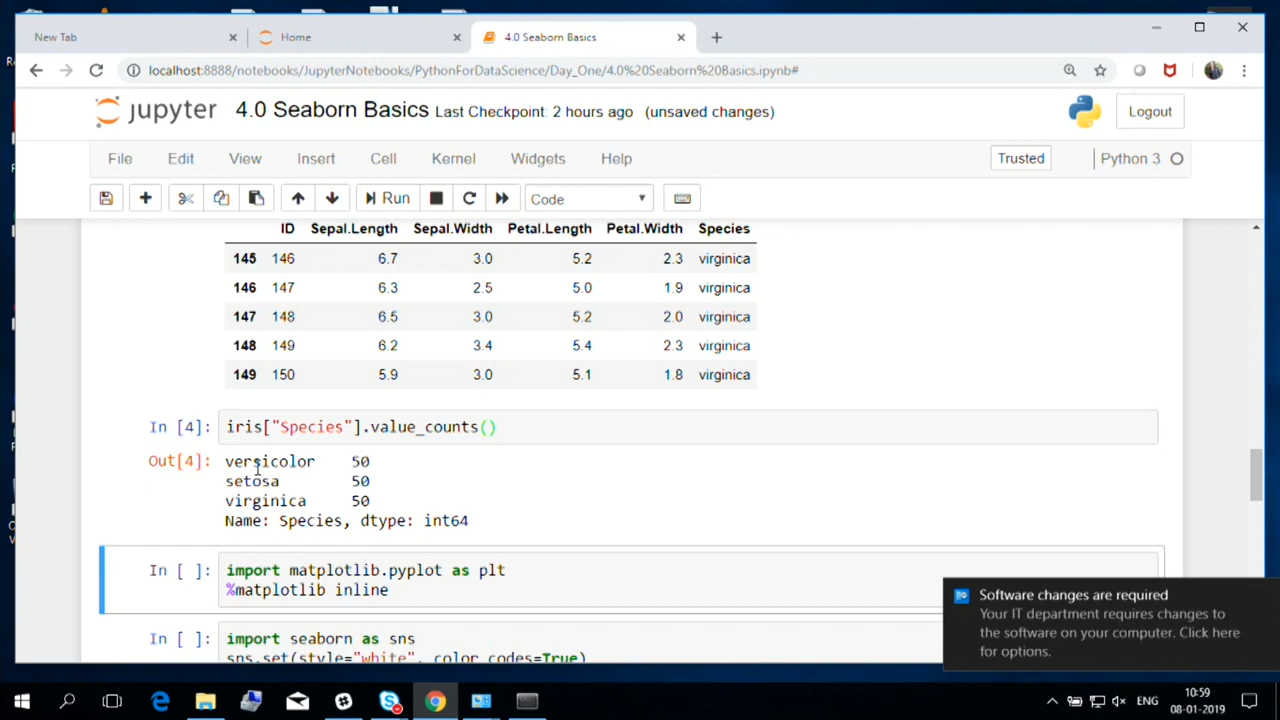 New Tab
Home
4.0 Seaborn Basics
localhost:8888/notebooks/JupyterNotebooks/PythonForDataScience/Day_One/4.0%20Seaborn%20Basics.ipynb#
jupyter 4.0 Seaborn Basics Last Checkpoint: 2 hours ago (unsaved changes)
Logout
File Edit View Insert Cell Kernel Widgets Help
Trusted
Python 3
Run
Code
ID Sepal.Length Sepal.Width Petal.Length Petal.Width Species
145 146 6.7 3.0 5.2 2.3 virginica
146 147 6.3 2.5 5.0 1.9 virginica
147 148 6.5 3.0 5.2 2.0 virginica
148 149 6.2 3.4 5.4 2.3 virginica
149 150 5.9 3.0 5.1 1.8 virginica
In [4]: iris["Species"].value_counts()
Out[4]: versicolor 50
setosa 50
virginica 50
Name: Species, dtype: int64
In [ ]: import matplotlib.pyplot as plt
%matplotlib inline
In [ ]: import seaborn as sns
sns.set(style="white", color_codes=True)
Software changes are required
Your IT department requires changes to
the software on your computer. Click here
for options.
ENG
10:59
08-01-2019